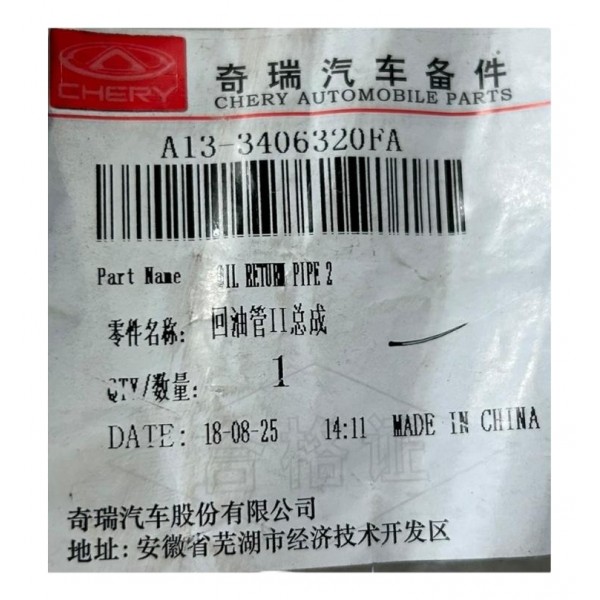 CHERY
奇瑞汽车备件
CHERY AUTOMOBILE PARTS
A13-3406320FA
Part Name OIL RETURN PIPE 2
零件名称: 回油管II总成
QTY/数量: 1
DATE: 18-08-25 14:11 MADE IN CHINA
合格证
奇瑞汽车股份有限公司
地址: 安徽省芜湖市经济技术开发区